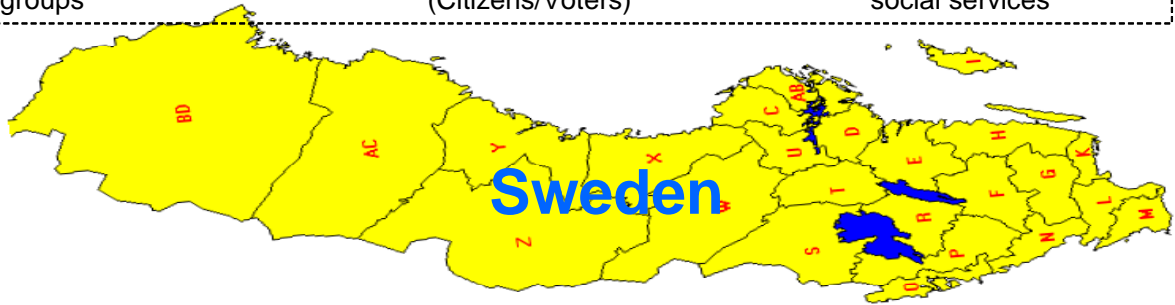 groups (Citizens/Voters) social services
I
AB
BD
C
D
H
AC
Y
X
U
E
K
G
Sweden
T
F
L
W
R
M
Z
S
P
N
O